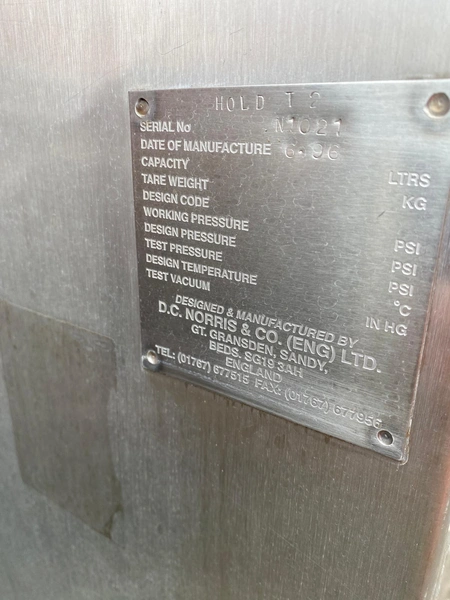 HOLD T 2
SERIAL No N1021
DATE OF MANUFACTURE 6-96
CAPACITY LTRS
TARE WEIGHT KG
DESIGN CODE
WORKING PRESSURE PSI
DESIGN PRESSURE PSI
TEST PRESSURE PSI
DESIGN TEMPERATURE °C
TEST VACUUM IN HG
DESIGNED & MANUFACTURED BY
D.C. NORRIS & CO. (ENG) LTD.
GT. GRANSDEN, SANDY,
BEDS. SG19 3AH
ENGLAND
TEL: (01767) 677515 FAX: (01767) 677956